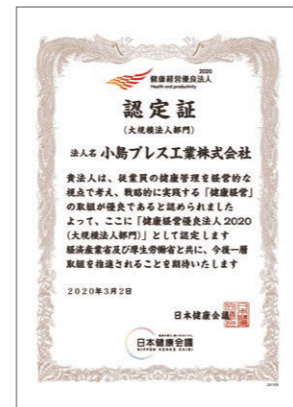 2020
健康経営優良法人
Health and productivity
認定証
(大規模法人部門)
法人名 小島プレス工業株式会社
貴法人は、従業員の健康管理を経営的な
視点で考え、戦略的に実践する「健康経営」
の取組が優良であると認められました
よって、ここに「健康経営優良法人2020
(大規模法人部門)」として認定します
経済産業省及び厚生労働省と共に、今後一層
取組を推進されることを期待いたします
2020年3月2日
日本健康会議
日本健康会議
NIPPON KENKO KAIGI